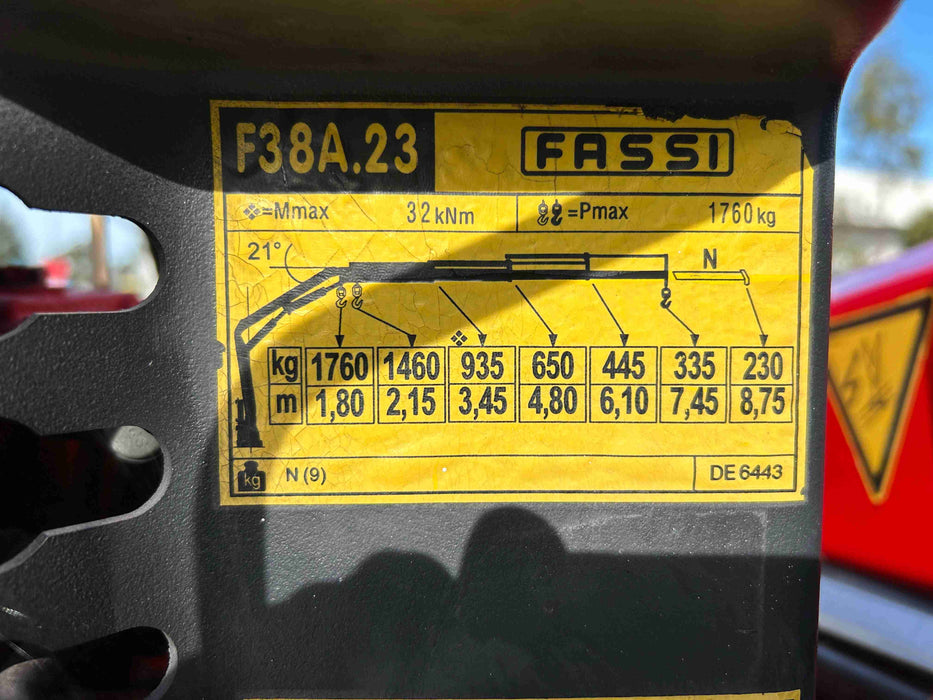 F38A.23 FASSI
=Mmax 32 kNm =Pmax 1760 kg
21° N
kg 1760 1460 935 650 445 335 230
m 1,80 2,15 3,45 4,80 6,10 7,45 8,75
kg N (9) DE 6443